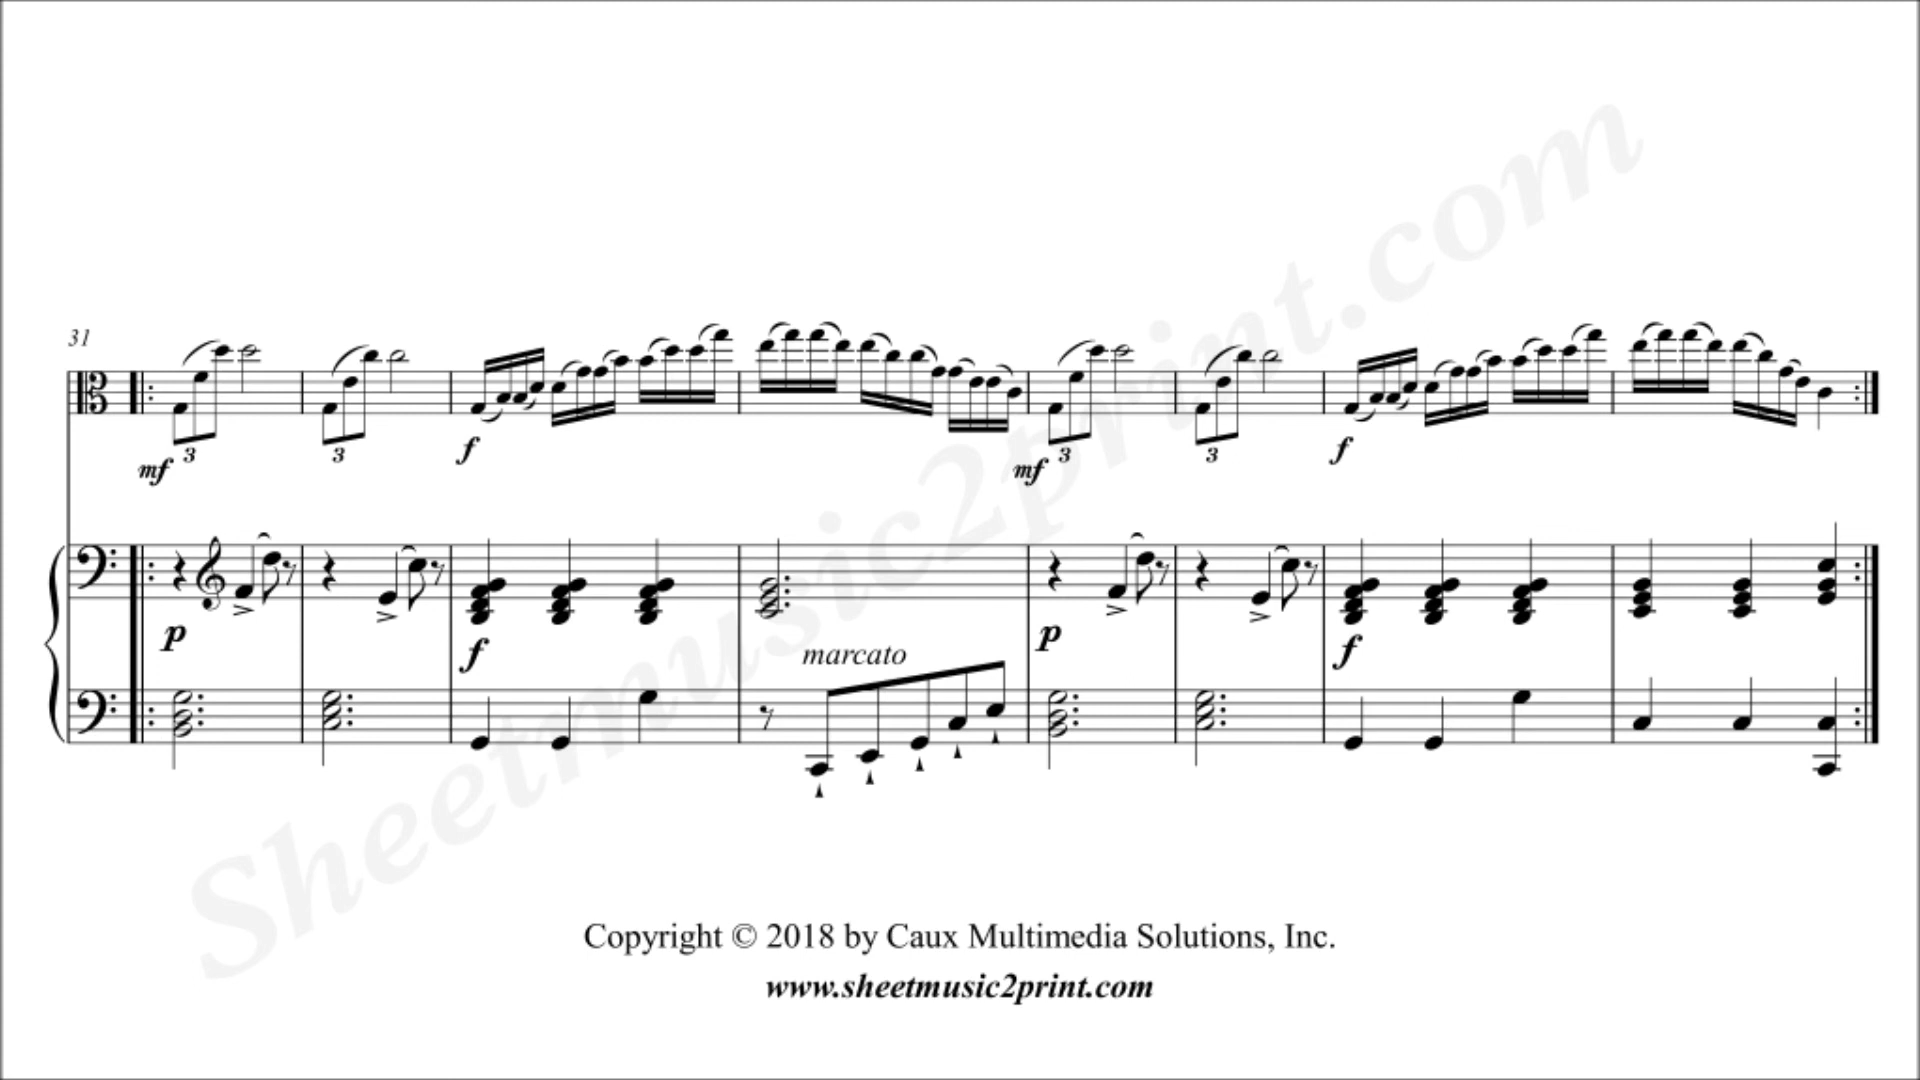 31
3
3
3
3
mf
f
mf
f
p
f
p
f
marcato
Sheetmusic2print.com
Copyright © 2018 by Caux Multimedia Solutions, Inc.
www.sheetmusic2print.com